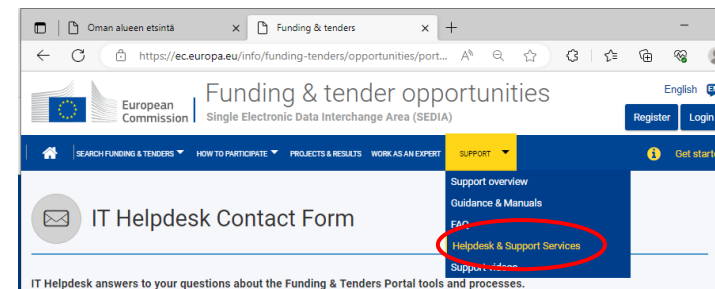 Oman alueen etsintä
Funding & tenders
https://ec.europa.eu/info/funding-tenders/opportunities/port...
European
Commission
Funding & tender opportunities
Single Electronic Data Interchange Area (SEDIA)
English
Register
Login
SEARCH FUNDING & TENDERS
HOW TO PARTICIPATE
PROJECTS & RESULTS
WORK AS AN EXPERT
SUPPORT
Get starte
Support overview
Guidance & Manuals
FAQ
Helpdesk & Support Services
Support videos
IT Helpdesk Contact Form
IT Helpdesk answers to your questions about the Funding & Tenders Portal tools and processes.